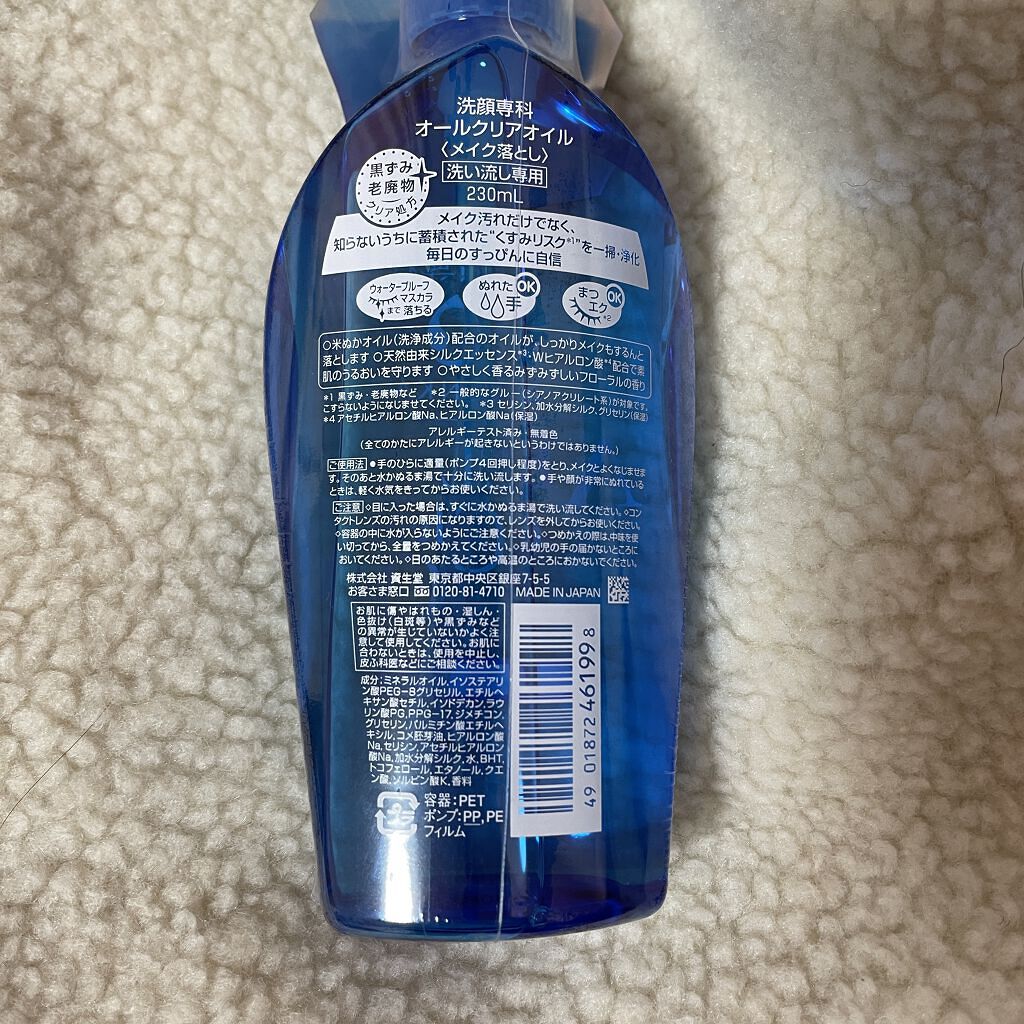 洗顔専科
オールクリアオイル
〈メイク落とし〉
洗い流し専用
230mL
黒ずみ
老廃物
クリア処方
メイク汚れだけでなく、
知らないうちに蓄積された"くすみリスク*1"を一掃・浄化
毎日のすっぴんに自信
ウォータープルーフ
マスカラ
まで落ちる
ぬれた
手
OK
まつ
エク
*2
OK
○米ぬかオイル(洗浄成分)配合のオイルが、しっかりメイクもするんと
落とします ○天然由来シルクエッセンス*3・Wヒアルロン酸*4配合で素
肌のうるおいを守ります ○やさしく香るみずみずしいフローラルの香り
*1 黒ずみ・老廃物など *2 一般的なグルー(シアノアクリレート系)が対象です。
こすらないようになじませてください。 *3 セリシン、加水分解シルク、グリセリン(保湿)
*4 アセチルヒアルロン酸Na、ヒアルロン酸Na(保湿)
アレルギーテスト済み・無着色
(全てのかたにアレルギーが起きないというわけではありません。)
ご使用法 ●手のひらに適量(ポンプ4回押し程度)をとり、メイクとよくなじませま
す。そのあと水かぬるま湯で十分に洗い流します。●手や顔が非常にぬれている
ときは、軽く水気をきってからお使いください。
ご注意 ◇目に入った場合は、すぐに水かぬるま湯で洗い流してください。◇コン
タクトレンズの汚れの原因になりますので、レンズを外してからお使いください。
◇容器の中に水が入らないようにご注意ください。◇つめかえの際は、中味を使
い切ってから、全量をつめかえてください。◇乳幼児の手の届かないところに
おいてください。◇日のあたるところや高温のところにおかないでください。
株式会社 資生堂 東京都中央区銀座7-5-5
お客さま窓口 0120-81-4710 MADE IN JAPAN
お肌に傷やはれもの・湿しん・
色抜け(白斑等)や黒ずみなど
の異常が生じていないかよく注
意して使用してください。お肌に
合わないときは、使用を中止し、
皮ふ科医などにご相談ください。
成分:ミネラルオイル,イソステアリ
ン酸PEG-8グリセリル,エチルヘ
キサン酸セチル,イソドデカン,ラウ
リン酸PG,PPG-17,ジメチコン,
グリセリン,パルミチン酸エチルヘ
キシル,コメ胚芽油,ヒアルロン酸
Na,セリシン,アセチルヒアルロン
酸Na,加水分解シルク,水,BHT,
トコフェロール,エタノール,クエ
ン酸,ソルビン酸K,香料
プラ
容器:PET
ポンプ:PP,PE
フィルム
49 01872 461998